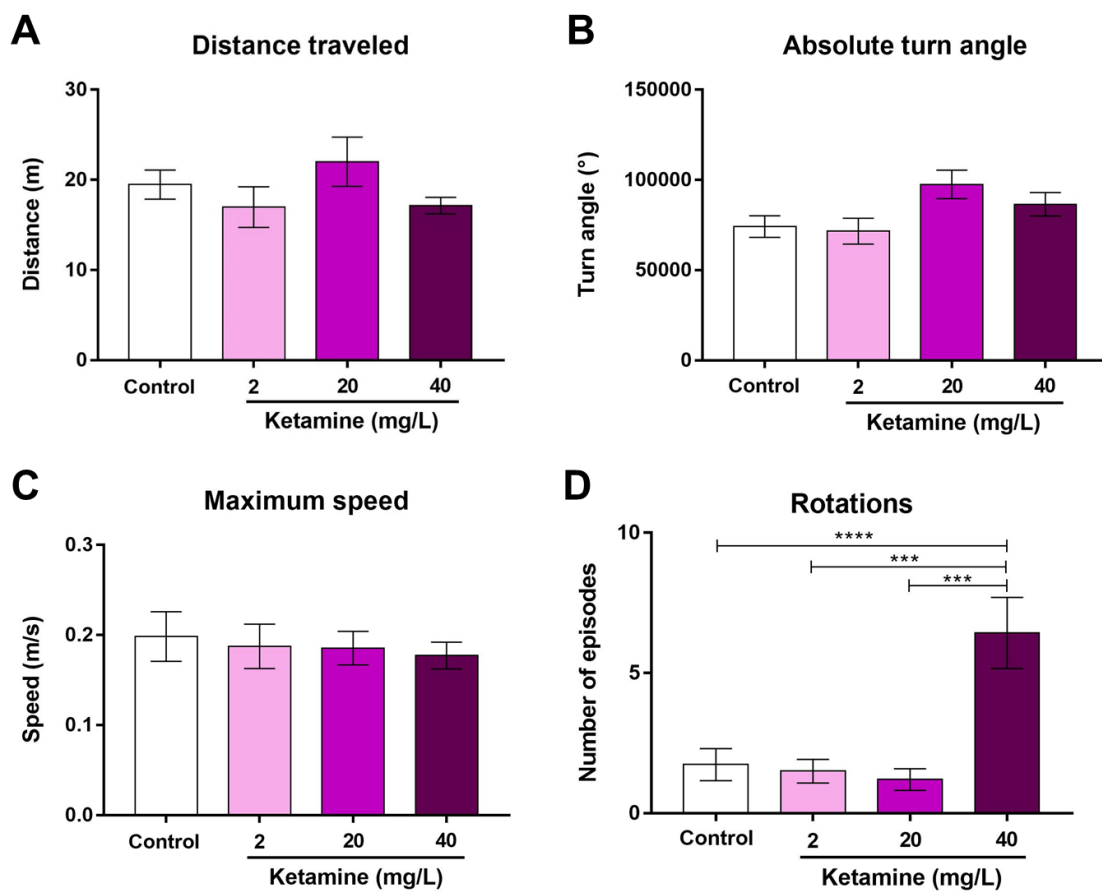 A
Distance traveled
Distance (m)
30
20
10
0
Control 2 20 40
Ketamine (mg/L)
B
Absolute turn angle
Turn angle (°)
150000
100000
50000
0
Control 2 20 40
Ketamine (mg/L)
C
Maximum speed
Speed (m/s)
0.3
0.2
0.1
0.0
Control 2 20 40
Ketamine (mg/L)
D
Rotations
Number of episodes
10
5
0
****
***
***
Control 2 20 40
Ketamine (mg/L)